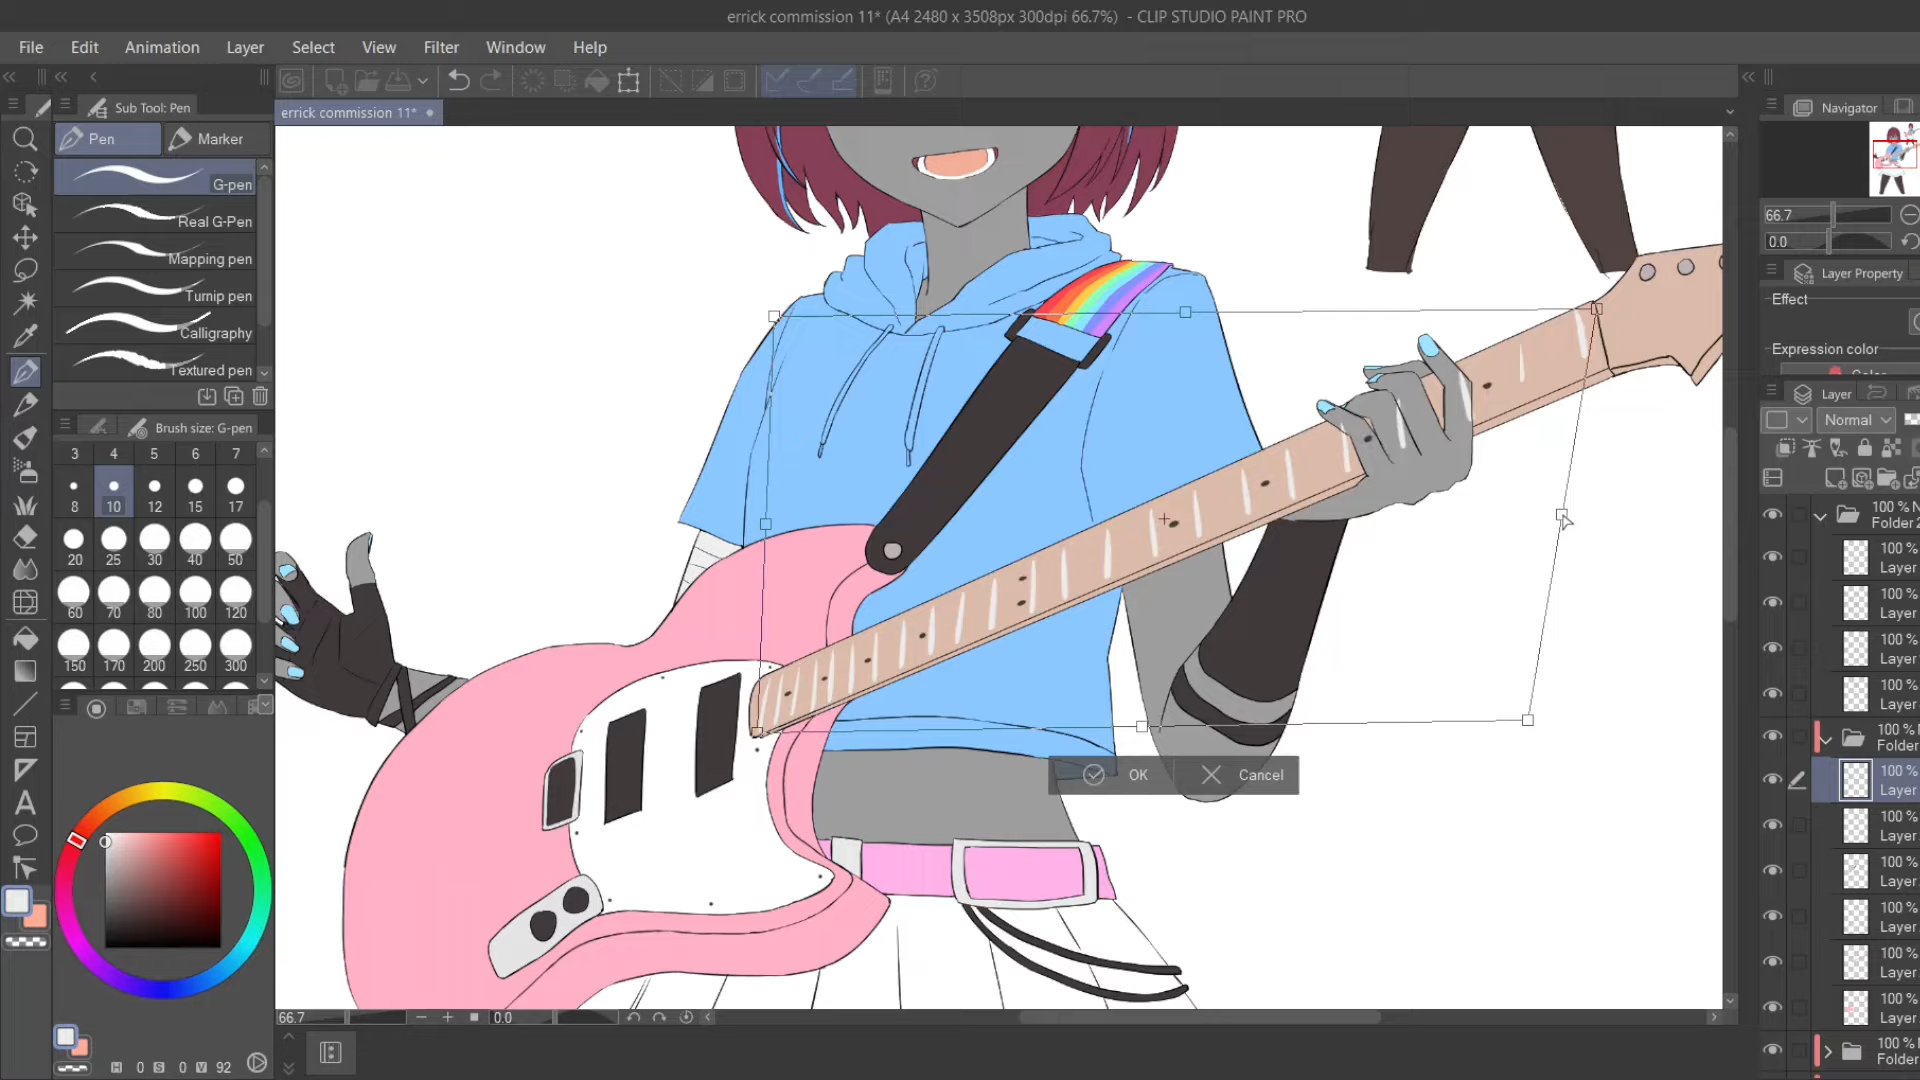 errick commission 11* (A4 2480 x 3508px 300dpi 66.7%) - CLIP STUDIO PAINT PRO
File Edit Animation Layer Select View Filter Window Help
Sub Tool: Pen
errick commission 11*
Navigator
Pen Marker
G-pen
Real G-Pen
Mapping pen
Turnip pen
Calligraphy
Textured pen
66.7
0.0
Layer Property
Effect
Expression color
Layer
Normal
Brush size: G-pen
3 4 5 6 7
8 10 12 15 17
20 25 30 40 50
60 70 80 100 120
150 170 200 250 300
100 %
Folder 2
100 %
Layer
100 %
Layer
100 %
Layer
100 %
Layer
100 %
Folder
100 %
Layer
100 %
Layer
100 %
Layer
100 %
Layer
100 %
Layer
100 %
Layer
100 %
Folder
OK Cancel
66.7 0.0
H 0 S 0 V 92